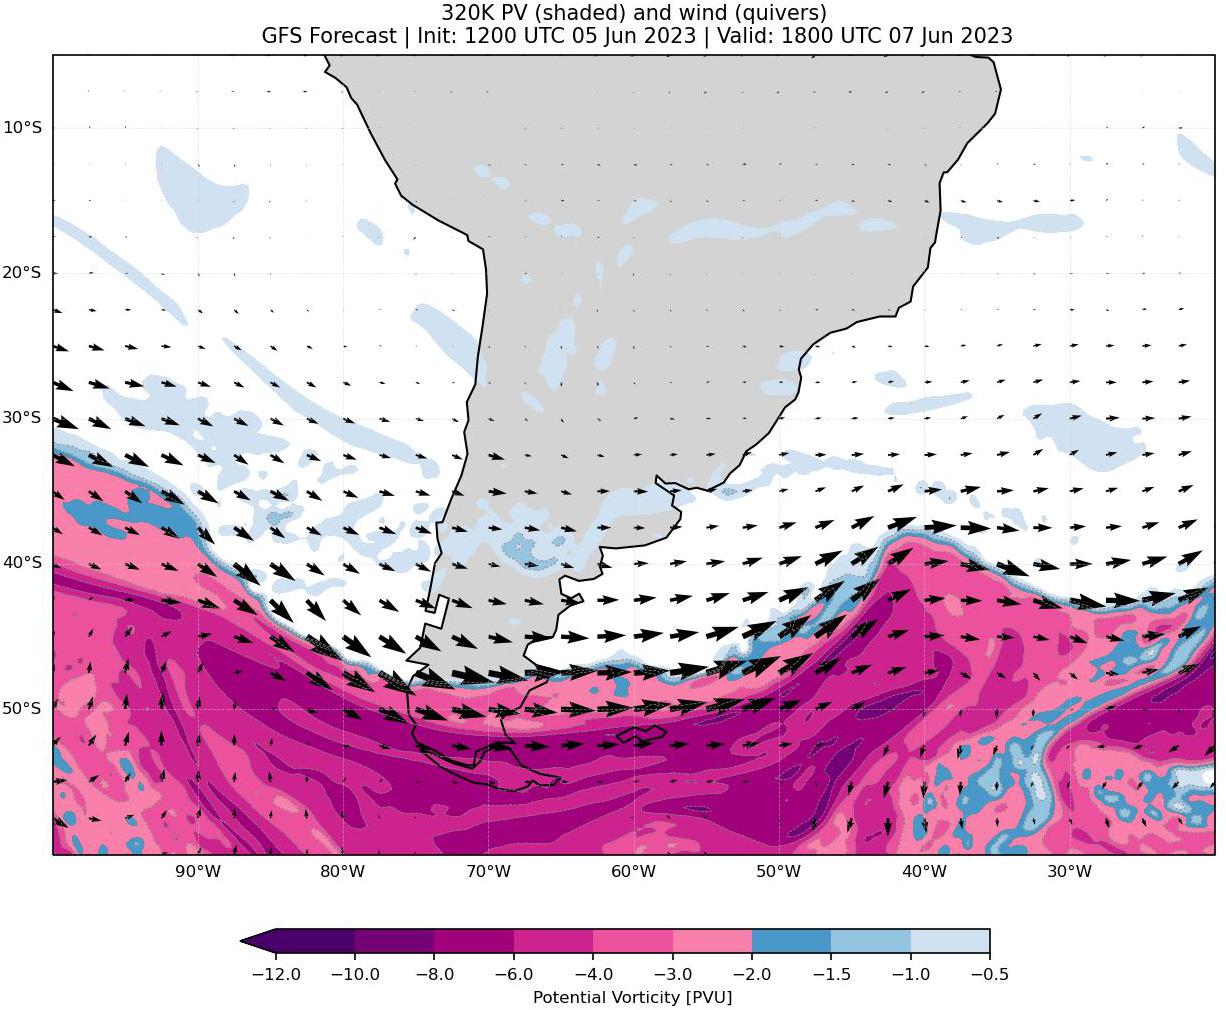 320K PV (shaded) and wind (quivers)
GFS Forecast | Init: 1200 UTC 05 Jun 2023 | Valid: 1800 UTC 07 Jun 2023
10°S
20°S
30°S
40°S
50°S
90°W 80°W 70°W 60°W 50°W 40°W 30°W
−12.0 −10.0 −8.0 −6.0 −4.0 −3.0 −2.0 −1.5 −1.0 −0.5
Potential Vorticity [PVU]